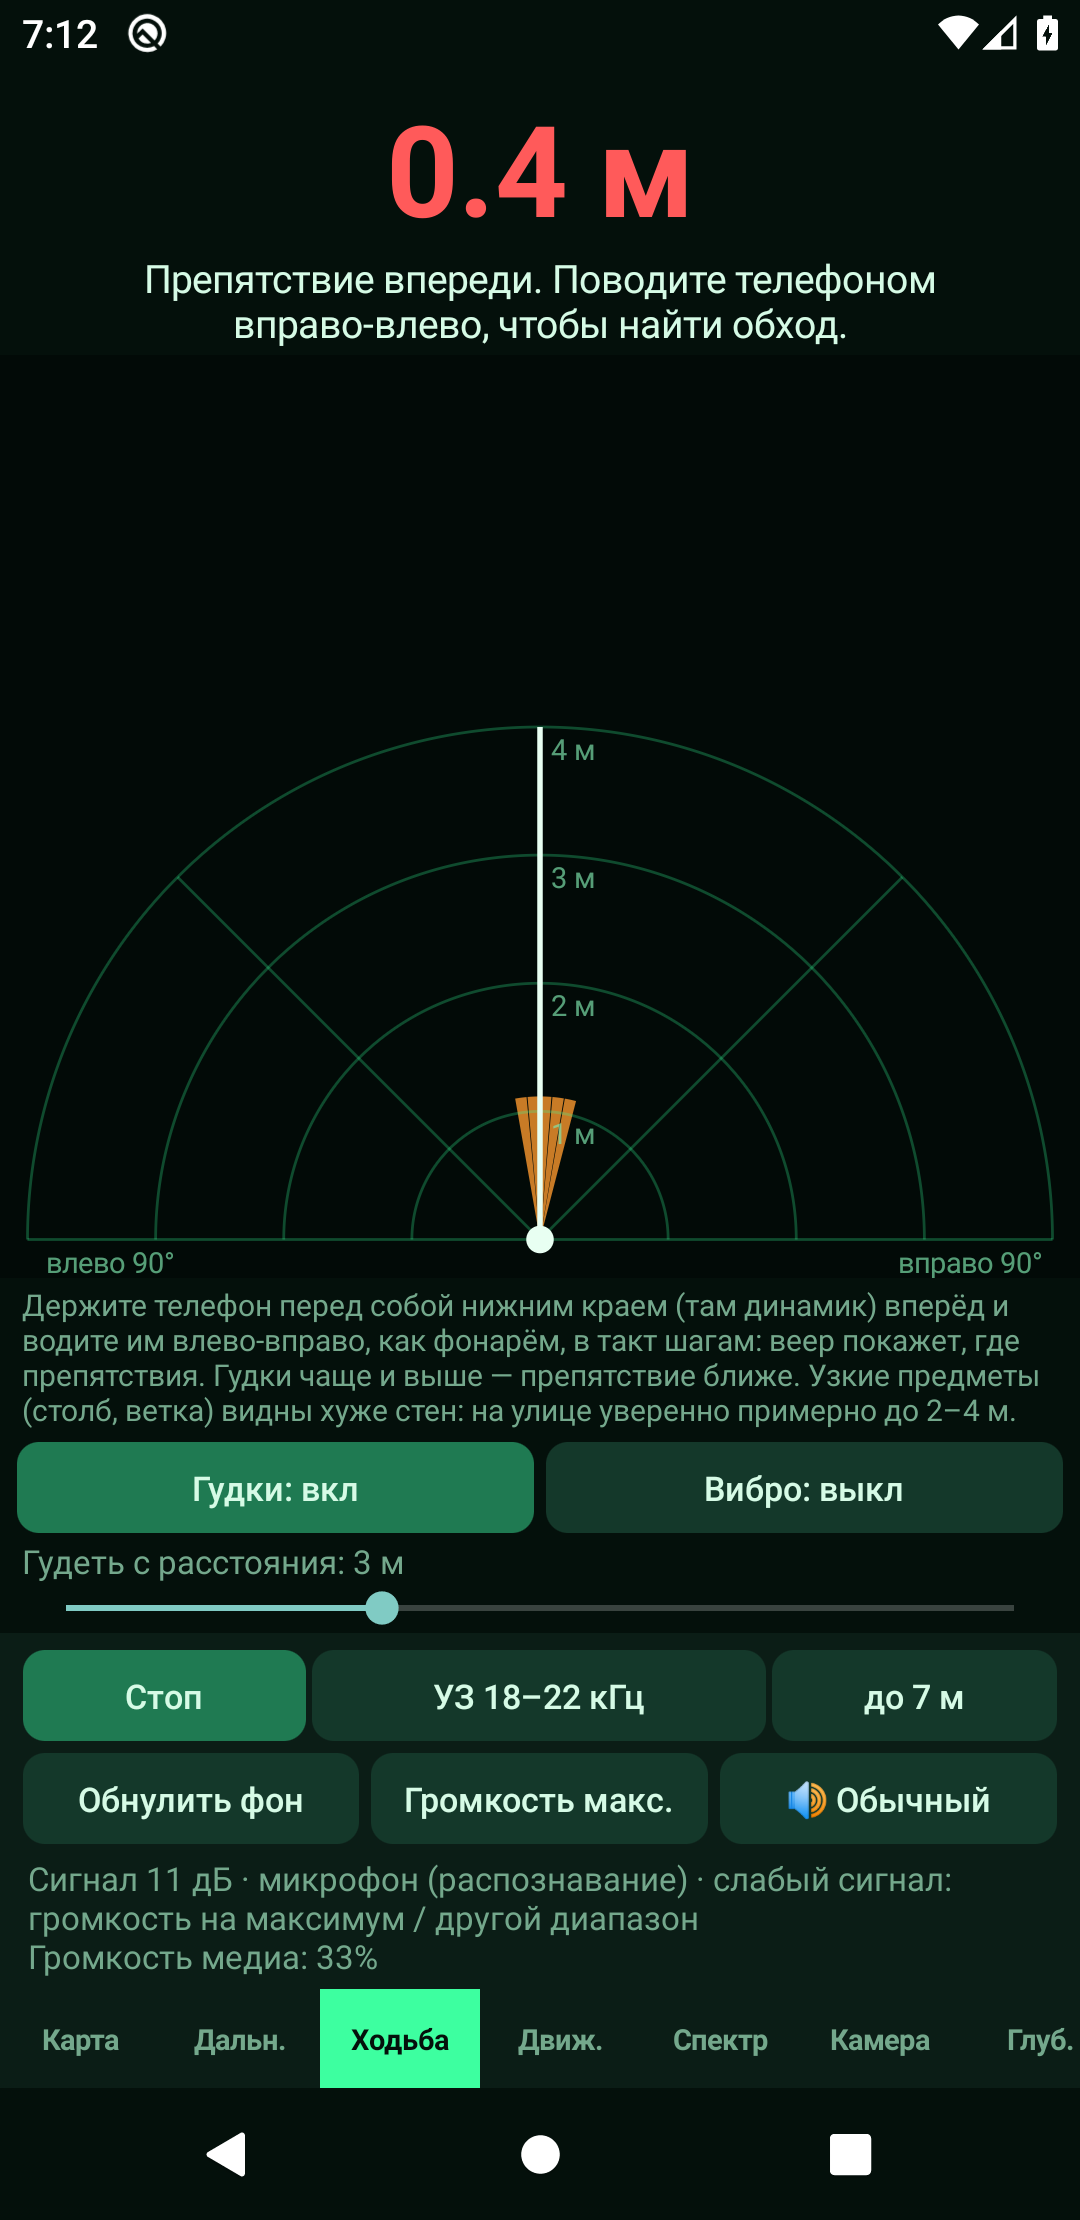 7:12
0.4 м
Препятствие впереди. Поводите телефоном
вправо-влево, чтобы найти обход.
4 м
3 м
2 м
1 м
влево 90°
вправо 90°
Держите телефон перед собой нижним краем (там динамик) вперёд и
водите им влево-вправо, как фонарём, в такт шагам: веер покажет, где
препятствия. Гудки чаще и выше — препятствие ближе. Узкие предметы
(столб, ветка) видны хуже стен: на улице уверенно примерно до 2–4 м.
Гудки: вкл
Вибро: выкл
Гудеть с расстояния: 3 м
Стоп
УЗ 18–22 кГц
до 7 м
Обнулить фон
Громкость макс.
🔊 Обычный
Сигнал 11 дБ · микрофон (распознавание) · слабый сигнал:
громкость на максимум / другой диапазон
Громкость медиа: 33%
Карта
Дальн.
Ходьба
Движ.
Спектр
Камера
Глуб.